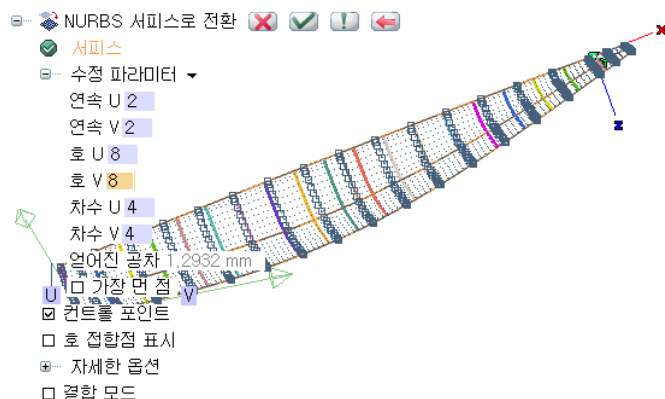 NURBS 서피스로 전환
서피스
수정 파라미터
연속 U 2
연속 V 2
호 U 8
호 V 8
차수 U 4
차수 V 4
얻어진 공차 1,2932 mm
가장 먼 점
U
V
컨트롤 포인트
호 접합점 표시
자세한 옵션
결합 모드
x
z